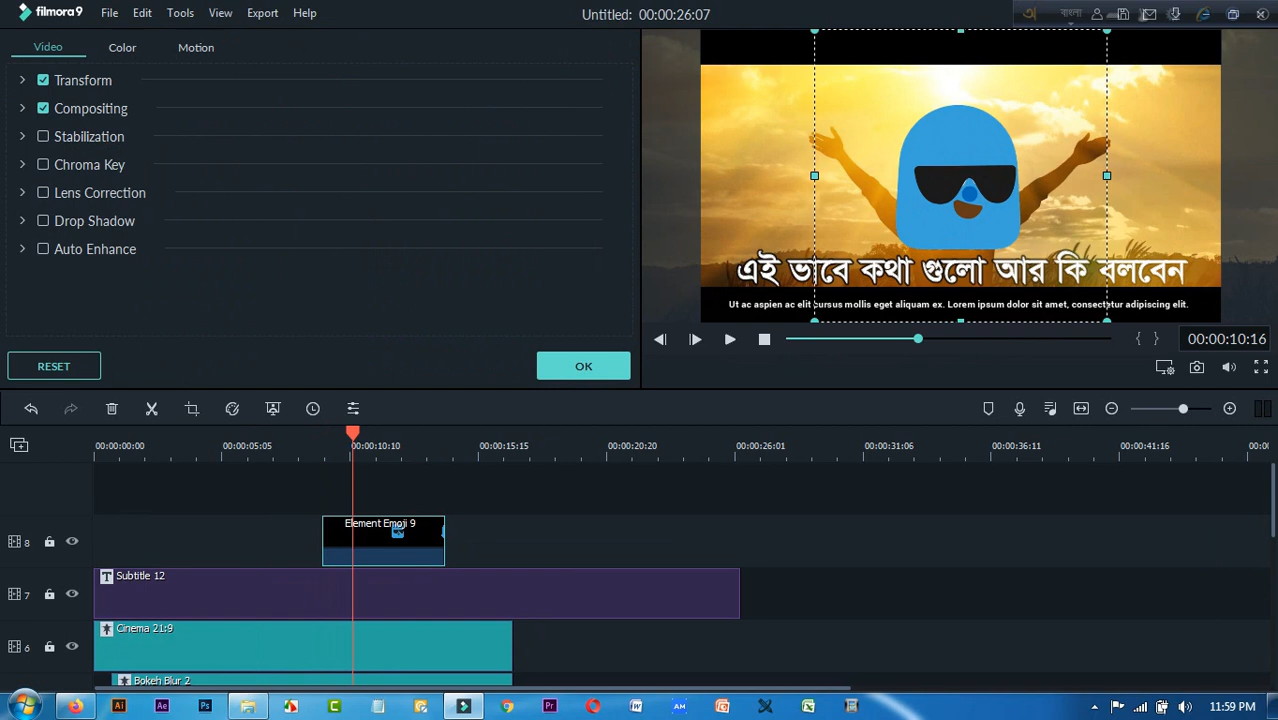 filmora9 File Edit Tools View Export Help Untitled: 00:00:26:07 বাংলা
Video Color Motion
Transform
Compositing
Stabilization
Chroma Key
Lens Correction
Drop Shadow
Auto Enhance
RESET OK
এই ভাবে কথা গুলো আর কি বলবেন
Ut ac aspien ac elit cursus mollis eget aliquam ex. Lorem ipsum dolor sit amet, consectetur adipiscing elit.
{ } 00:00:10:16
00:00:00:00 00:00:05:05 00:00:10:10 00:00:15:15 00:00:20:20 00:00:26:01 00:00:31:06 00:00:36:11 00:00:41:16
Element Emoji 9
8
T Subtitle 12
7
Cinema 21:9
6
Bokeh Blur 2
Ai Ae Ps C Pr W AM 11:59 PM